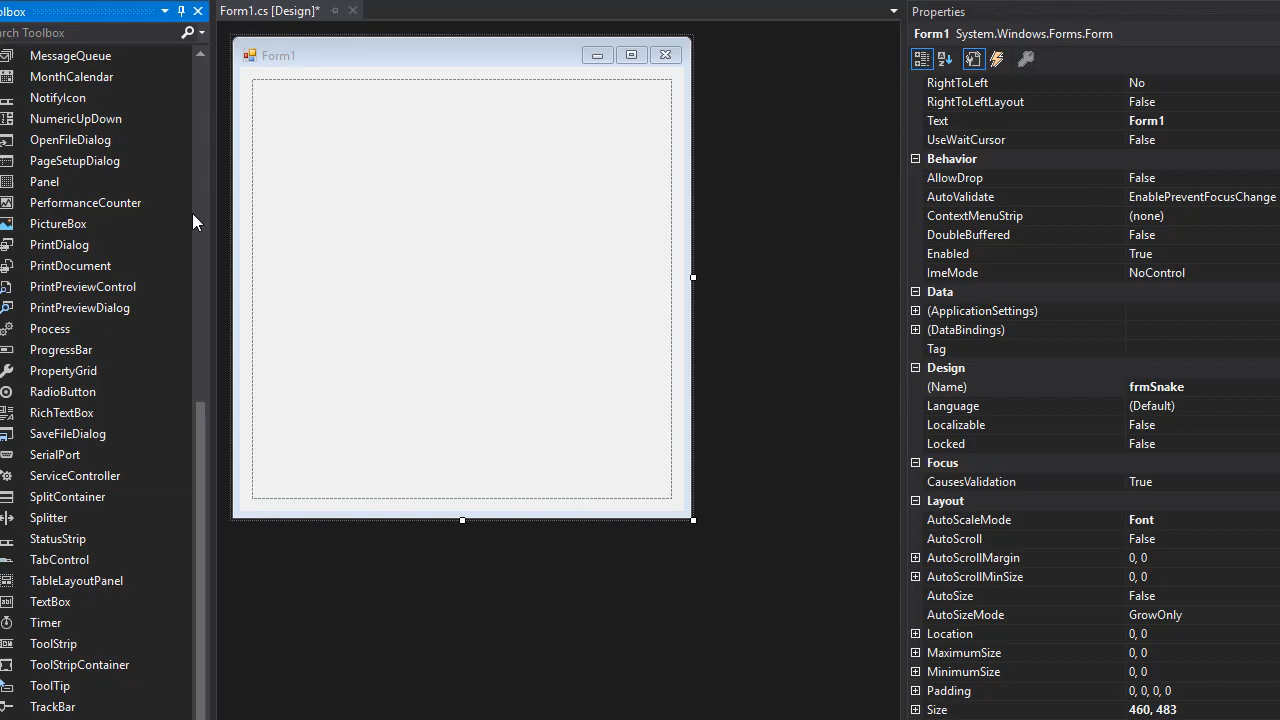 olbox
arch Toolbox
MessageQueue
MonthCalendar
NotifyIcon
NumericUpDown
OpenFileDialog
PageSetupDialog
Panel
PerformanceCounter
PictureBox
PrintDialog
PrintDocument
PrintPreviewControl
PrintPreviewDialog
Process
ProgressBar
PropertyGrid
RadioButton
RichTextBox
SaveFileDialog
SerialPort
ServiceController
SplitContainer
Splitter
StatusStrip
TabControl
TableLayoutPanel
TextBox
Timer
ToolStrip
ToolStripContainer
ToolTip
TrackBar
Form1.cs [Design]*
Form1
Properties
Form1 System.Windows.Forms.Form
RightToLeft No
RightToLeftLayout False
Text Form1
UseWaitCursor False
Behavior
AllowDrop False
AutoValidate EnablePreventFocusChange
ContextMenuStrip (none)
DoubleBuffered False
Enabled True
ImeMode NoControl
Data
(ApplicationSettings)
(DataBindings)
Tag
Design
(Name) frmSnake
Language (Default)
Localizable False
Locked False
Focus
CausesValidation True
Layout
AutoScaleMode Font
AutoScroll False
AutoScrollMargin 0, 0
AutoScrollMinSize 0, 0
AutoSize False
AutoSizeMode GrowOnly
Location 0, 0
MaximumSize 0, 0
MinimumSize 0, 0
Padding 0, 0, 0, 0
Size 460, 483